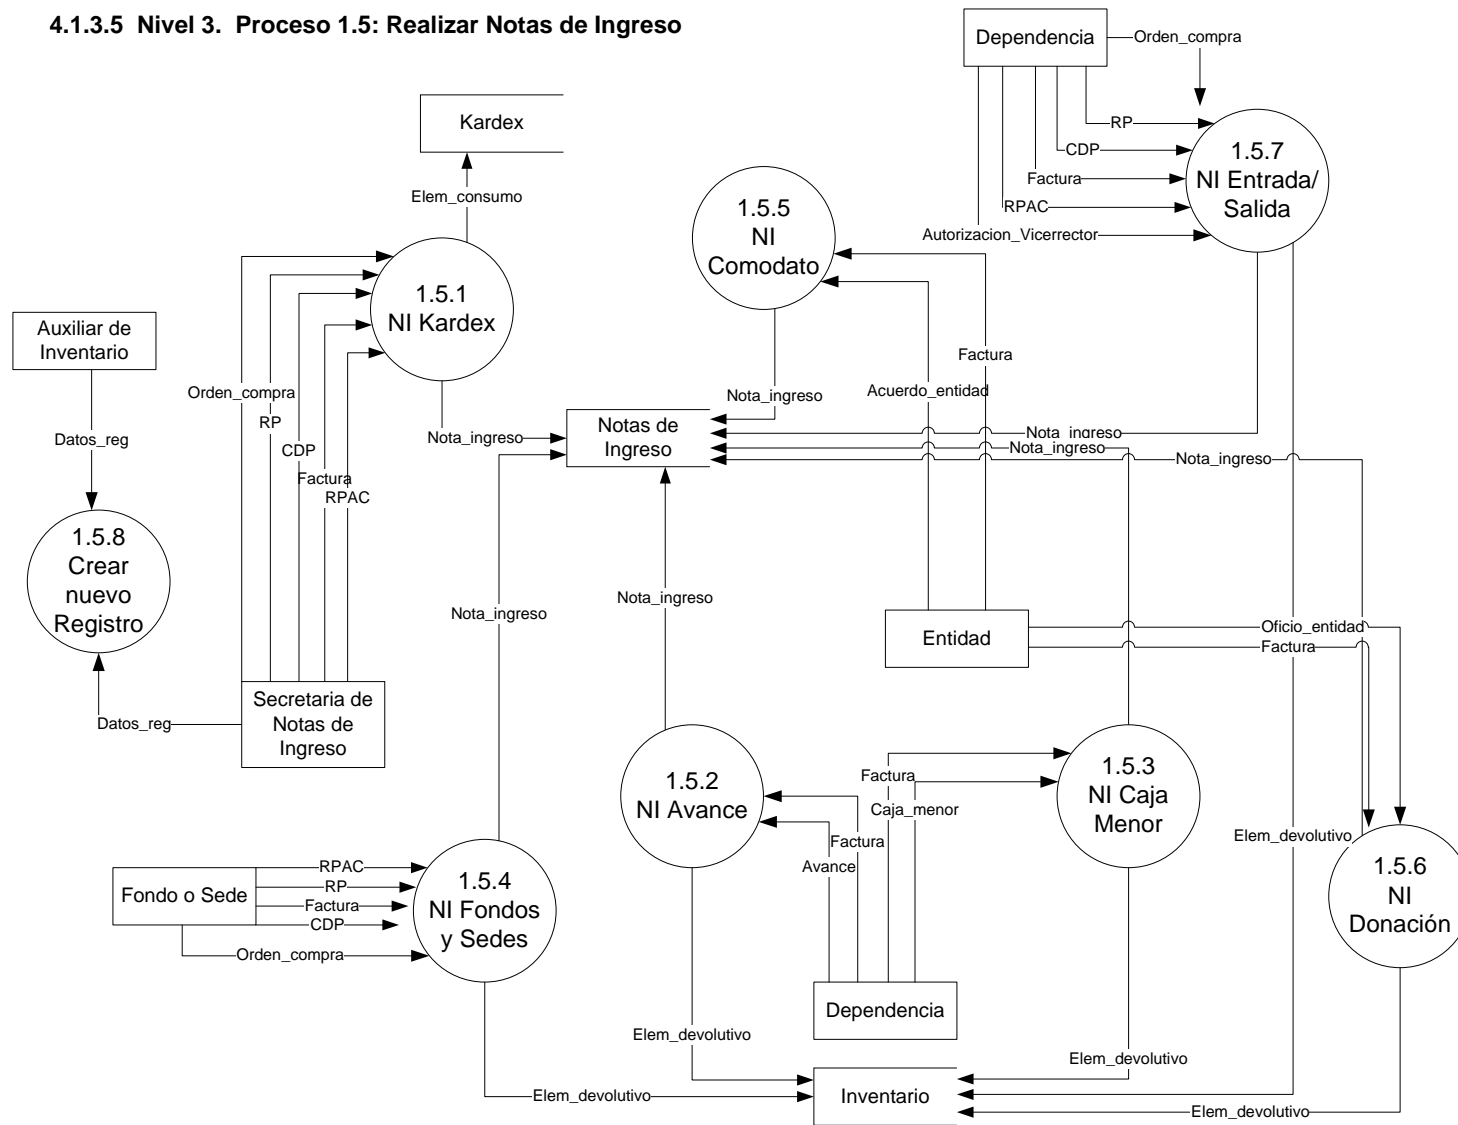 4.1.3.5 Nivel 3. Proceso 1.5: Realizar Notas de Ingreso
Dependencia
Orden_compra
Kardex
RP
CDP
Factura
RPAC
Autorizacion_Vicerrector
1.5.7
NI Entrada/
Salida
Elem_consumo
1.5.5
NI
Comodato
1.5.1
NI Kardex
Auxiliar de
Inventario
Orden_compra
RP
CDP
Factura
RPAC
Datos_reg
Factura
Acuerdo_entidad
Nota_ingreso
Nota_ingreso
Notas de
Ingreso
Nota_ingreso
Nota_ingreso
Nota_ingreso
1.5.8
Crear
nuevo
Registro
Nota_ingreso
Nota_ingreso
Entidad
Oficio_entidad
Factura
Datos_reg
Secretaria de
Notas de
Ingreso
1.5.2
NI Avance
Factura
Caja_menor
1.5.3
NI Caja
Menor
Factura
Avance
Elem_devolutivo
1.5.6
NI
Donación
Fondo o Sede
RPAC
RP
Factura
CDP
Orden_compra
1.5.4
NI Fondos
y Sedes
Dependencia
Elem_devolutivo
Elem_devolutivo
Elem_devolutivo
Inventario
Elem_devolutivo